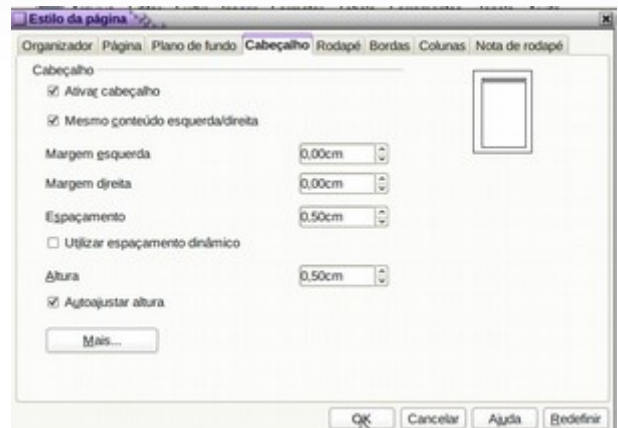 Estilo da página
Organizador Página Plano de fundo Cabeçalho Rodapé Bordas Colunas Nota de rodapé
Cabeçalho
Ativar cabeçalho
Mesmo conteúdo esquerda/direita
Margem esquerda 0,00cm
Margem direita 0,00cm
Espaçamento 0,50cm
Utilizar espaçamento dinâmico
Altura 0,50cm
Autoajustar altura
Mais...
OK Cancelar Ajuda Redefinir